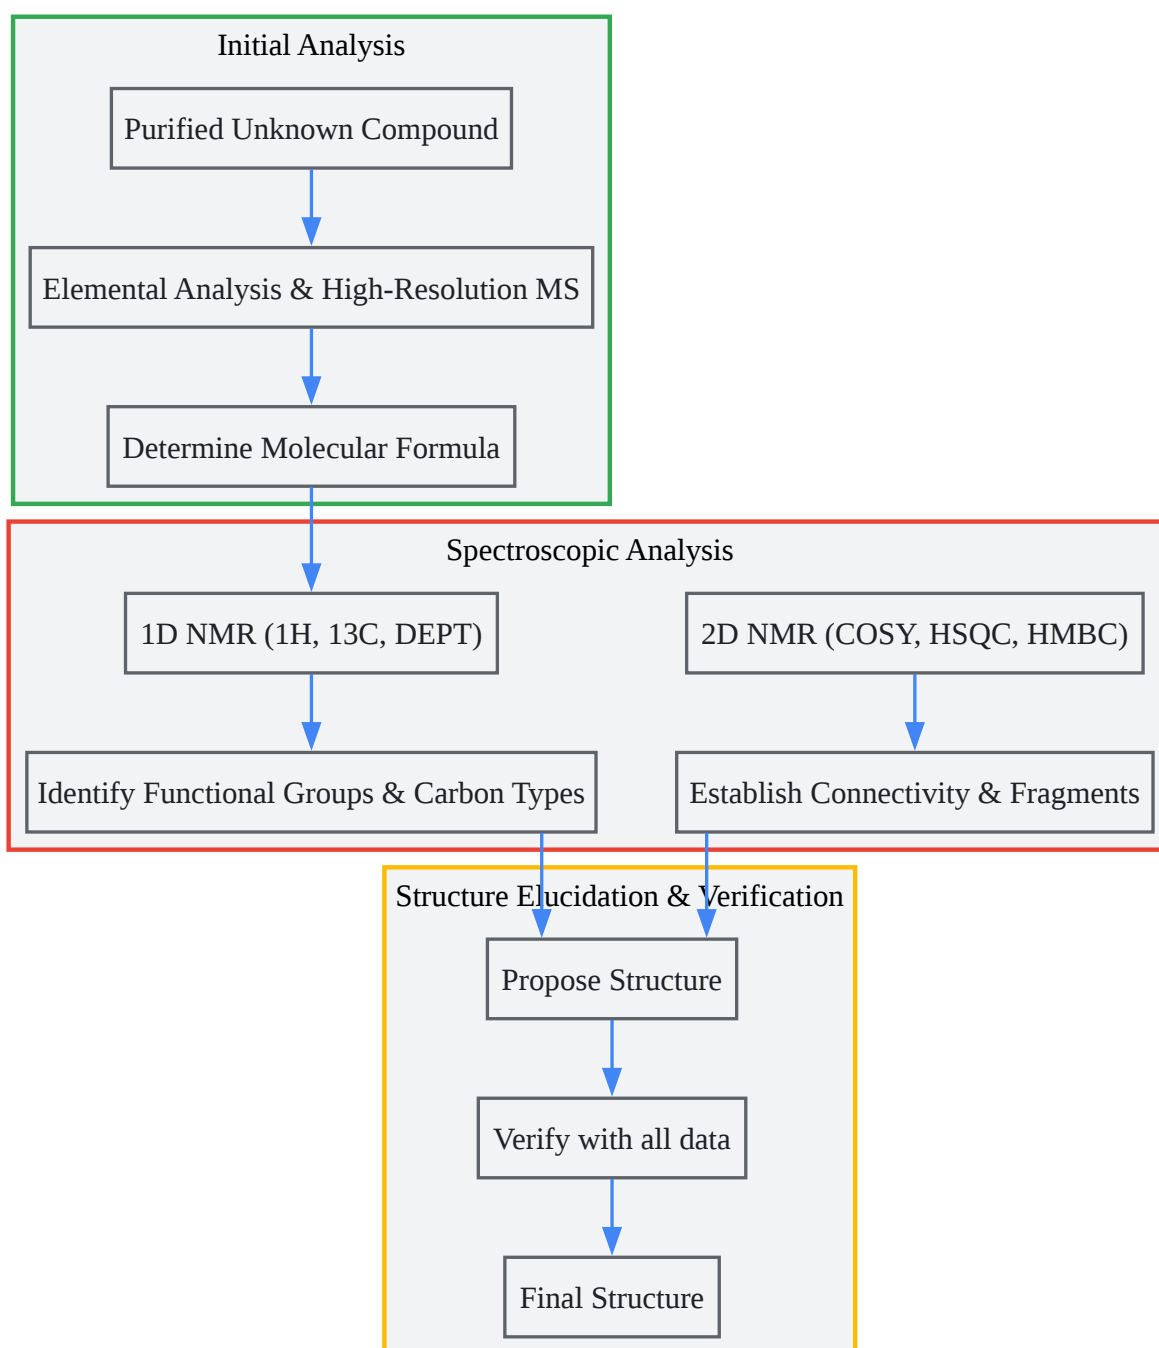 Initial Analysis
Purified Unknown Compound
Elemental Analysis & High-Resolution MS
Determine Molecular Formula
Spectroscopic Analysis
1D NMR (1H, 13C, DEPT)
2D NMR (COSY, HSQC, HMBC)
Identify Functional Groups & Carbon Types
Establish Connectivity & Fragments
Structure Elucidation & Verification
Propose Structure
Verify with all data
Final Structure